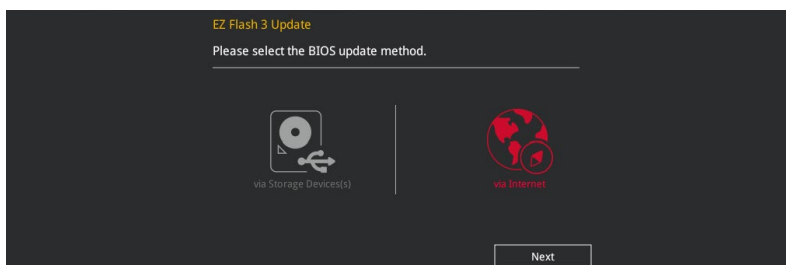 EZ Flash 3 Update
Please select the BIOS update method.
via Storage Devices(s)
via Internet
Next